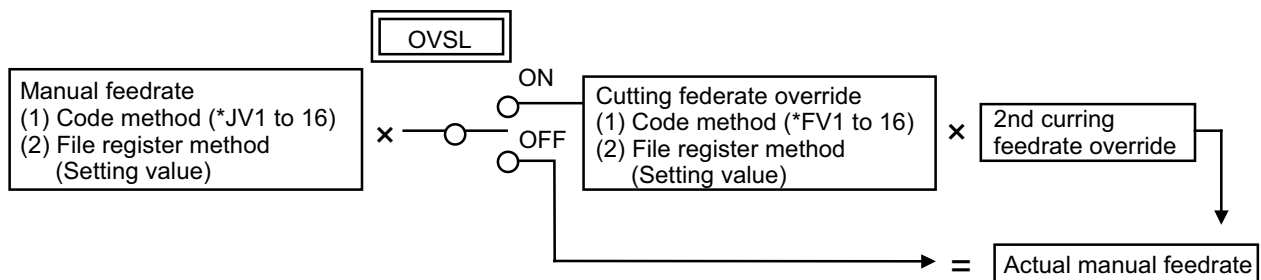 OVSL
Manual feedrate
(1) Code method (*JV1 to 16)
(2) File register method
(Setting value)
×
ON
OFF
Cutting federate override
(1) Code method (*FV1 to 16)
(2) File register method
(Setting value)
×
2nd curring
feedrate override
=
Actual manual feedrate